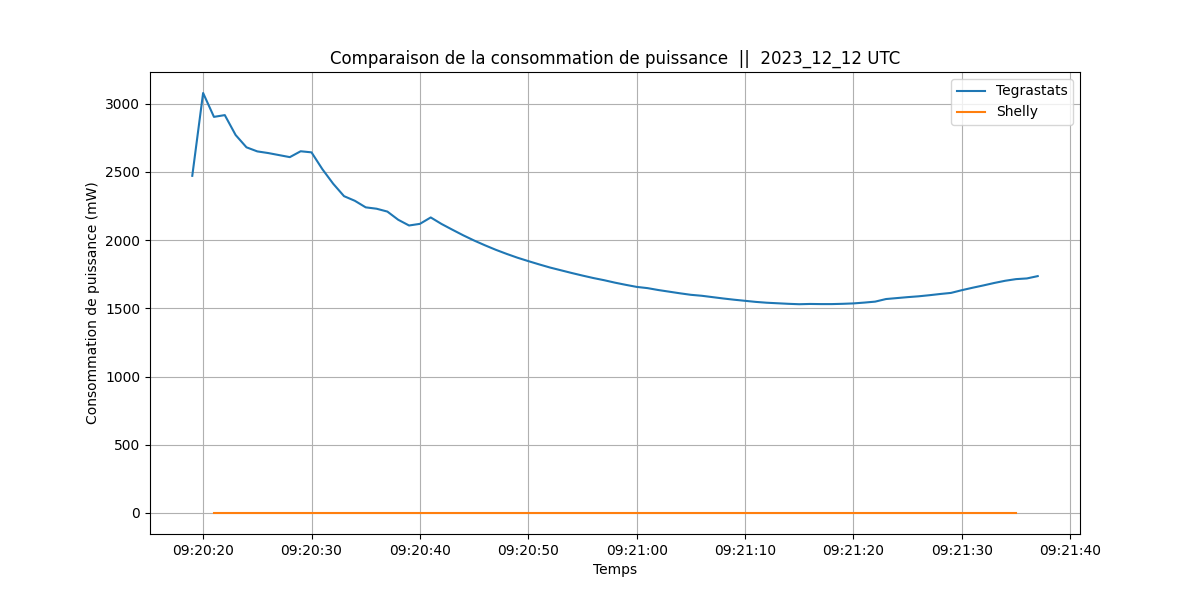 Comparaison de la consommation de puissance || 2023_12_12 UTC
Tegrastats
Shelly
Consommation de puissance (mW)
3000
2500
2000
1500
1000
500
0
09:20:20 09:20:30 09:20:40 09:20:50 09:21:00 09:21:10 09:21:20 09:21:30 09:21:40
Temps